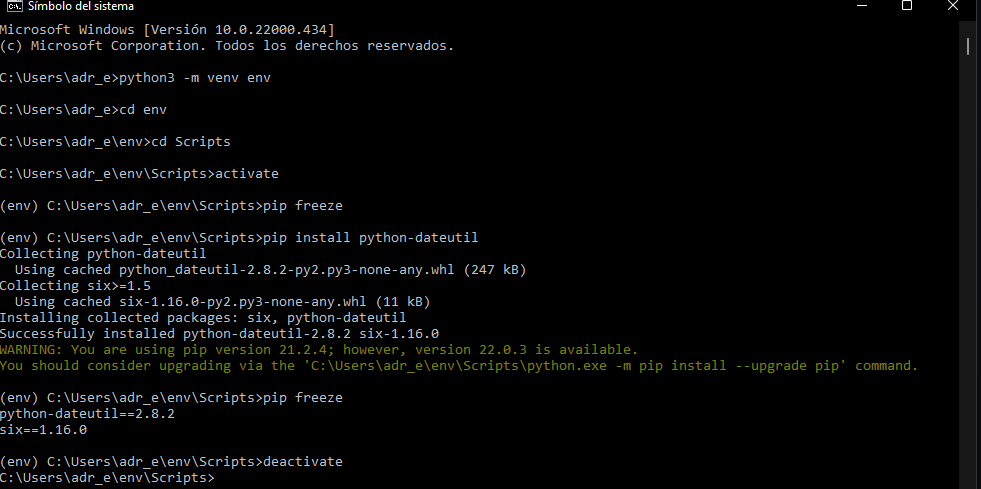 Símbolo del sistema
Microsoft Windows [Versión 10.0.22000.434]
(c) Microsoft Corporation. Todos los derechos reservados.
C:\Users\adr_e>python3 -m venv env
C:\Users\adr_e>cd env
C:\Users\adr_e\env>cd Scripts
C:\Users\adr_e\env\Scripts>activate
(env) C:\Users\adr_e\env\Scripts>pip freeze
(env) C:\Users\adr_e\env\Scripts>pip install python-dateutil
Collecting python-dateutil
  Using cached python_dateutil-2.8.2-py2.py3-none-any.whl (247 kB)
Collecting six>=1.5
  Using cached six-1.16.0-py2.py3-none-any.whl (11 kB)
Installing collected packages: six, python-dateutil
Successfully installed python-dateutil-2.8.2 six-1.16.0
WARNING: You are using pip version 21.2.4; however, version 22.0.3 is available.
You should consider upgrading via the 'C:\Users\adr_e\env\Scripts\python.exe -m pip install --upgrade pip' command.
(env) C:\Users\adr_e\env\Scripts>pip freeze
python-dateutil==2.8.2
six==1.16.0
(env) C:\Users\adr_e\env\Scripts>deactivate
C:\Users\adr_e\env\Scripts>